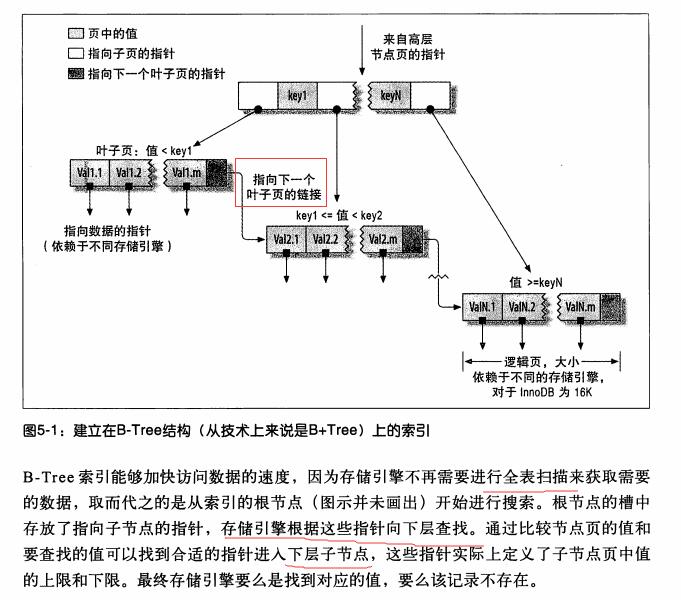 页中的值
指向子页的指针
指向下一个叶子页的指针
来自高层
节点页的指针
key1
keyN
叶子页：值 < key1
Val1.1
Val1.2
Val1.m
指向下一个
叶子页的链接
指向数据的指针
（依赖于不同存储引擎）
key1 <= 值 < key2
Val2.1
Val2.2
Val2.m
值 >=keyN
ValN.1
ValN.2
ValN.m
逻辑页，大小
依赖于不同的存储引擎，
对于 InnoDB 为 16K
图5-1：建立在B-Tree结构（从技术上来说是B+Tree）上的索引
B-Tree 索引能够加快访问数据的速度，因为存储引擎不再需要进行全表扫描来获取需要
的数据，取而代之的是从索引的根节点（图示并未画出）开始进行搜索。根节点的槽中
存放了指向子节点的指针，存储引擎根据这些指针向下层查找。通过比较节点页的值和
要查找的值可以找到合适的指针进入下层子节点，这些指针实际上定义了子节点页中值
的上限和下限。最终存储引擎要么是找到对应的值，要么该记录不存在。